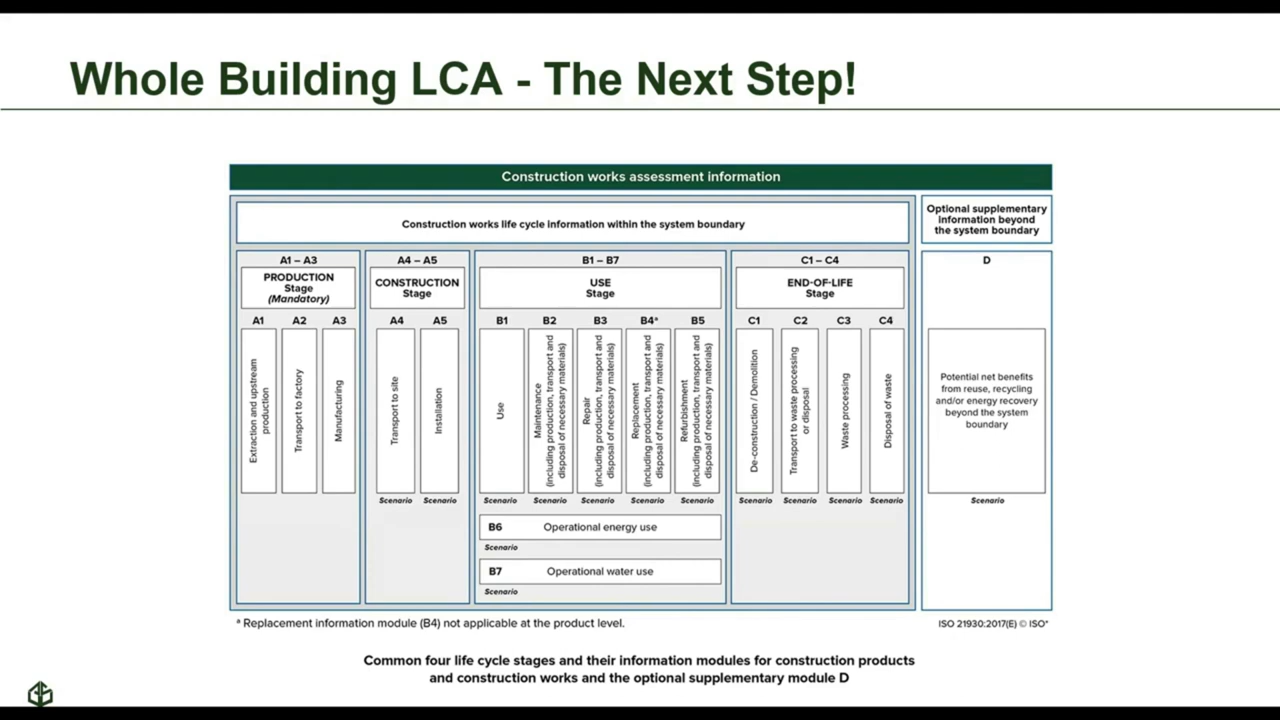 Whole Building LCA - The Next Step!
Construction works assessment information
Construction works life cycle information within the system boundary
Optional supplementary
information beyond
the system boundary
A1 – A3
PRODUCTION
Stage
(Mandatory)
A4 – A5
CONSTRUCTION
Stage
B1 – B7
USE
Stage
C1 – C4
END-OF-LIFE
Stage
D
A1
A2
A3
A4
A5
B1
B2
B3
B4ª
B5
C1
C2
C3
C4
Extraction and upstream
production
Transport to factory
Manufacturing
Transport to site
Installation
Use
Maintenance
(including production, transport and
disposal of necessary materials)
Repair
(including production, transport and
disposal of necessary materials)
Replacement
(including production, transport and
disposal of necessary materials)
Refurbishment
(including production, transport and
disposal of necessary materials)
De-construction / Demolition
Transport to waste processing
or disposal
Waste processing
Disposal of waste
Potential net benefits
from reuse, recycling
and/or energy recovery
beyond the system
boundary
Scenario
Scenario
Scenario
Scenario
Scenario
Scenario
Scenario
Scenario
Scenario
Scenario
Scenario
Scenario
B6 Operational energy use
Scenario
B7 Operational water use
Scenario
ª Replacement information module (B4) not applicable at the product level.
ISO 21930:2017(E) © ISO*
Common four life cycle stages and their information modules for construction products
and construction works and the optional supplementary module D